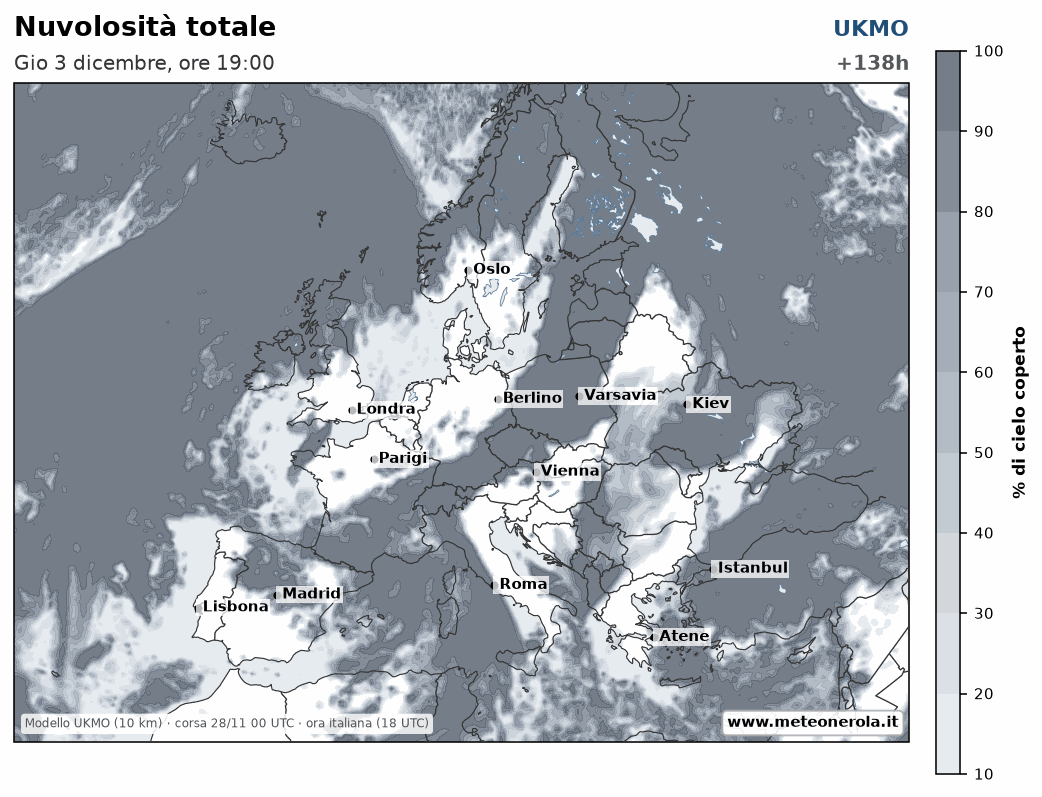 Nuvolosità totale
UKMO
Gio 3 dicembre, ore 19:00
+138h
Oslo
Londra
Berlino
Varsavia
Kiev
Parigi
Vienna
Istanbul
Madrid
Roma
Lisbona
Atene
Modello UKMO (10 km) · corsa 28/11 00 UTC · ora italiana (18 UTC)
www.meteonerola.it
100
90
80
70
60
50
40
30
20
10
% di cielo coperto